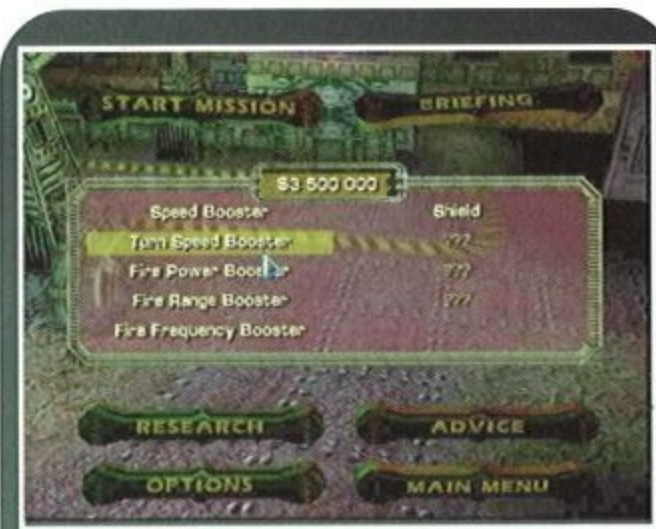 START MISSION BRIEFING
$3 500 000
Speed Booster Shield
Turn Speed Booster ???
Fire Power Booster ???
Fire Range Booster ???
Fire Frequency Booster
RESEARCH ADVICE
OPTIONS MAIN MENU